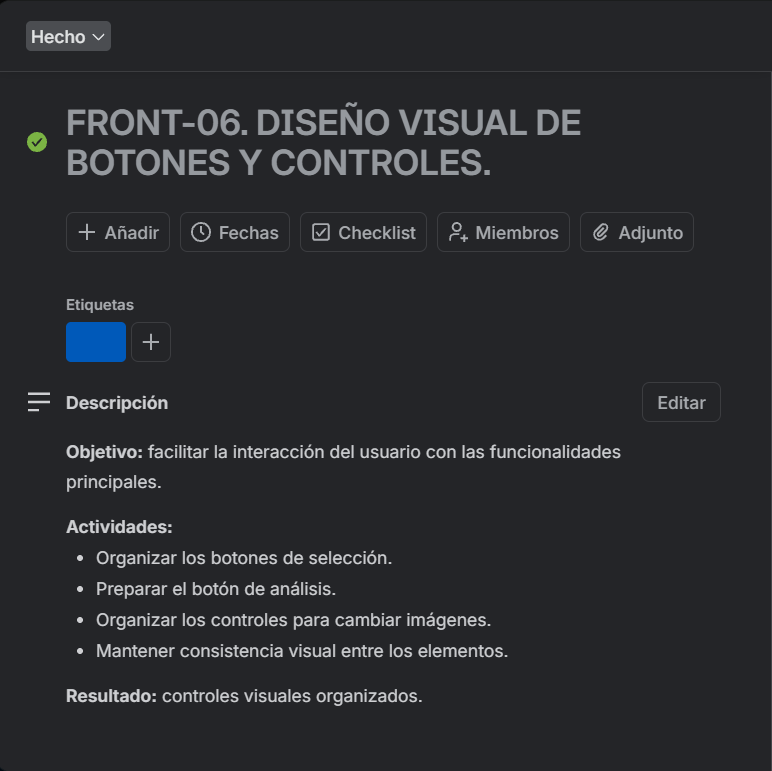 Hecho
FRONT-06. DISEÑO VISUAL DE
BOTONES Y CONTROLES.
Añadir
Fechas
Checklist
Miembros
Adjunto
Etiquetas
Descripción
Editar
Objetivo: facilitar la interacción del usuario con las funcionalidades
principales.
Actividades:
• Organizar los botones de selección.
• Preparar el botón de análisis.
• Organizar los controles para cambiar imágenes.
• Mantener consistencia visual entre los elementos.
Resultado: controles visuales organizados.